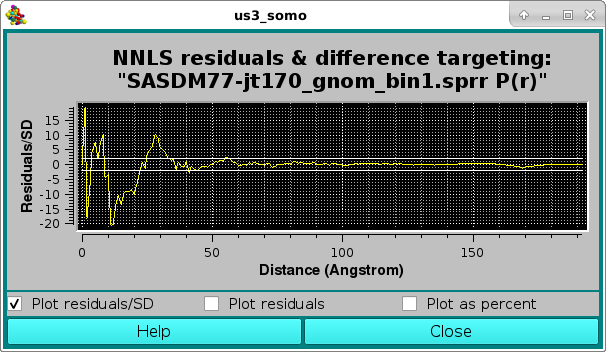 us3_somo
NNLS residuals & difference targeting:
"SASDM77-jt170_gnom_bin1.sprr P(r)"
Residuals/SD
15
10
5
0
-5
-10
-15
-20
0 50 100 150
Distance (Angstrom)
Plot residuals/SD Plot residuals Plot as percent
Help Close